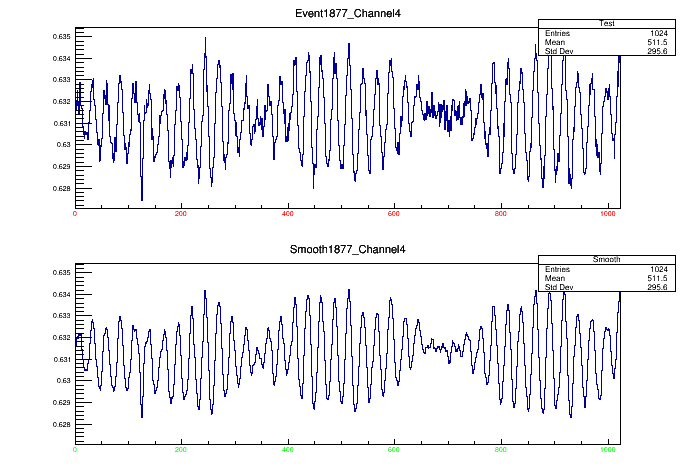 Event1877_Channel4
Test
Entries 1024
Mean 511.5
Std Dev 295.6
0.635
0.634
0.633
0.632
0.631
0.63
0.629
0.628
0 200 400 600 800 1000
Smooth1877_Channel4
Smooth
Entries 1024
Mean 511.5
Std Dev 295.6
0.635
0.634
0.633
0.632
0.631
0.63
0.629
0.628
0 200 400 600 800 1000